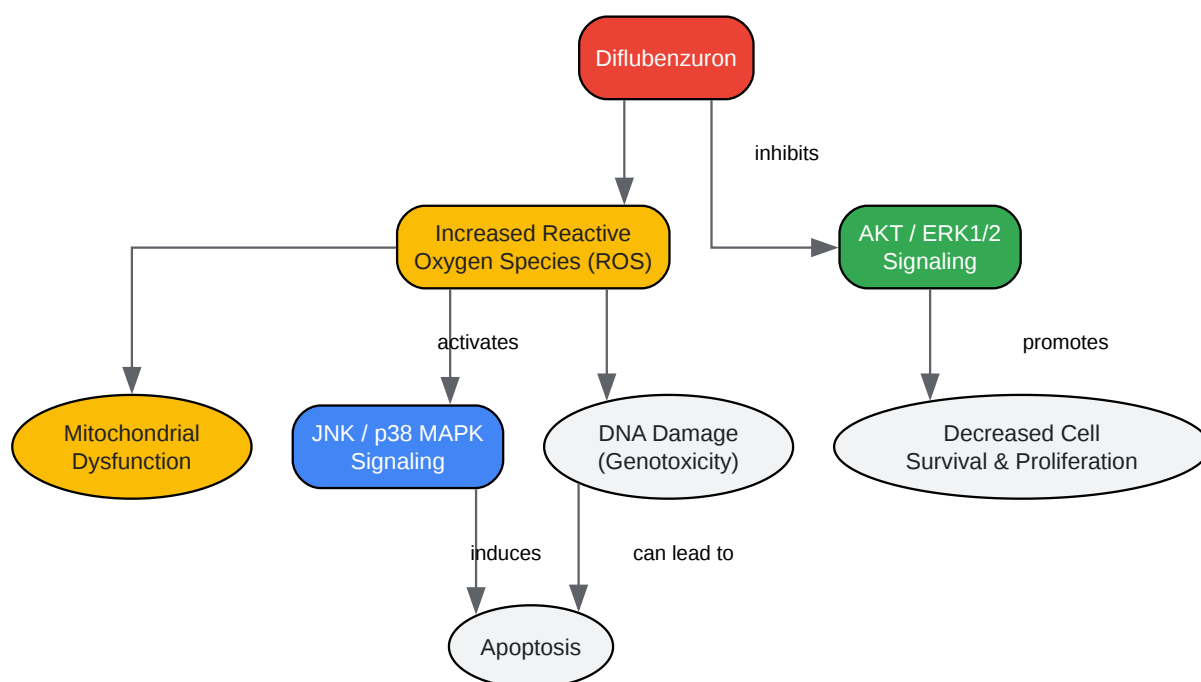 Diflubenzuron
inhibits
Increased Reactive
Oxygen Species (ROS)
AKT / ERK1/2
Signaling
activates
promotes
Mitochondrial
Dysfunction
JNK / p38 MAPK
Signaling
DNA Damage
(Genotoxicity)
Decreased Cell
Survival & Proliferation
induces
can lead to
Apoptosis